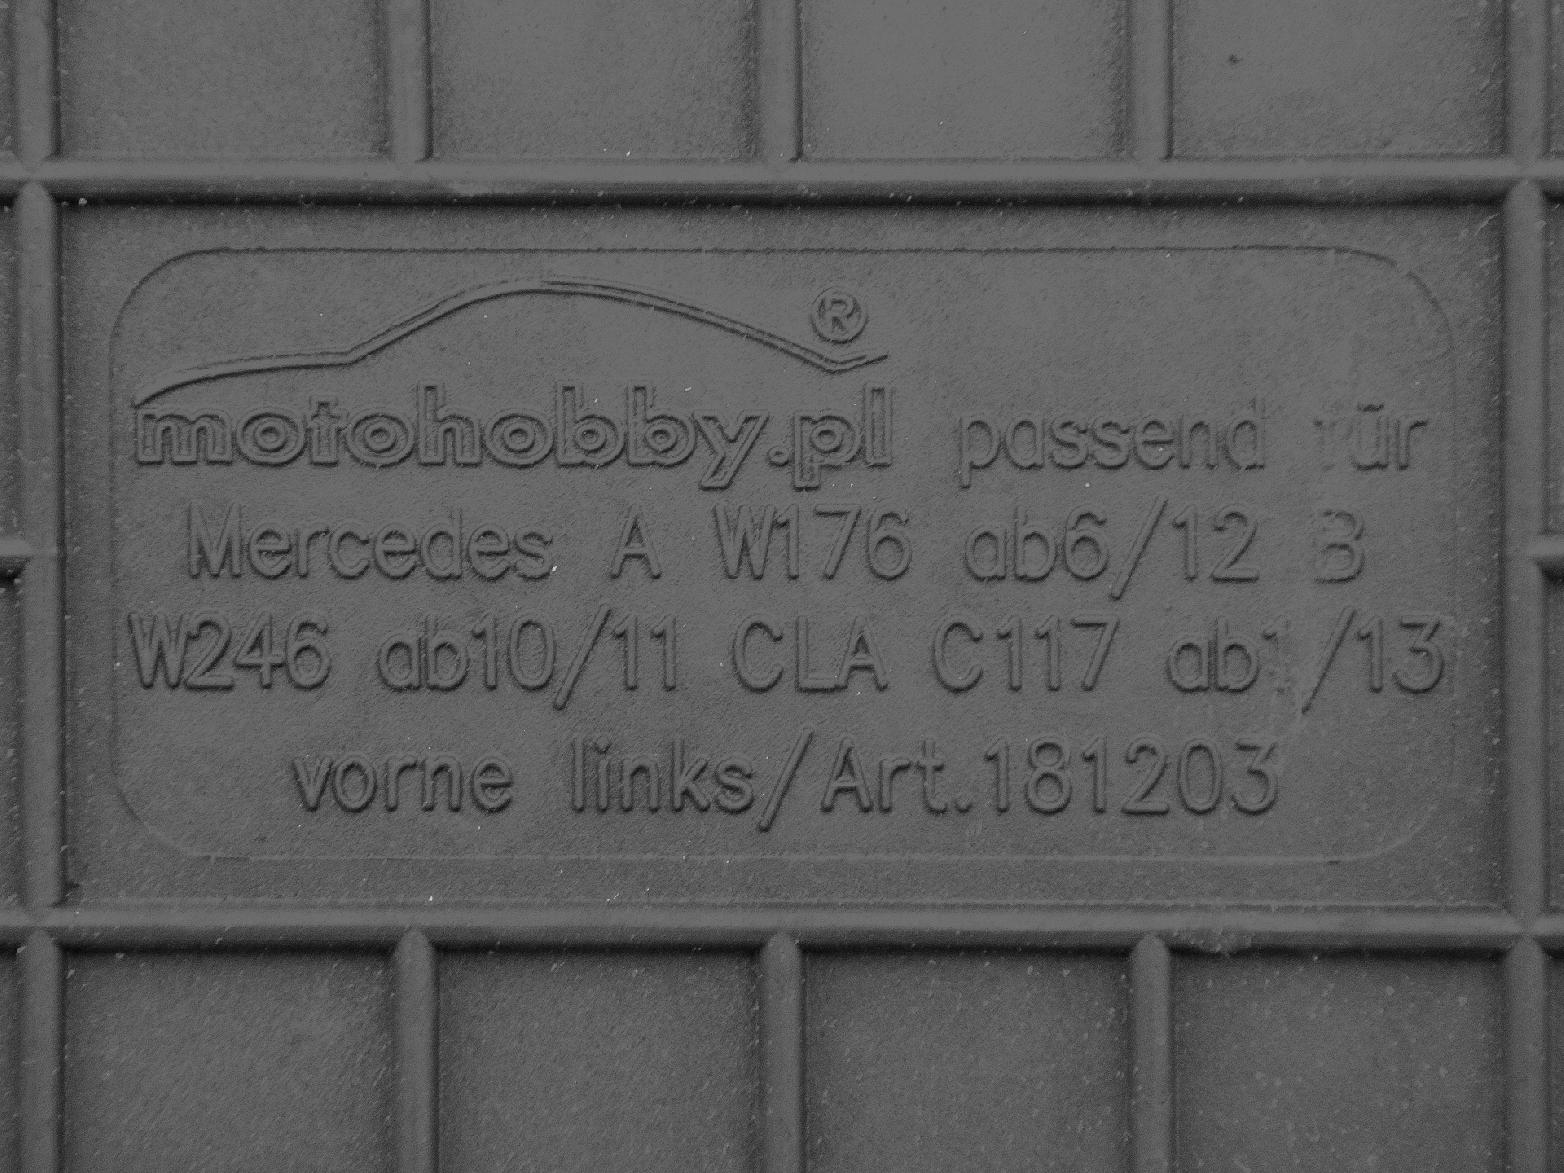 motohobby.pl ® passend für
Mercedes A W176 ab6/12 B
W246 ab10/11 CLA C117 ab1/13
vorne links/Art.181203